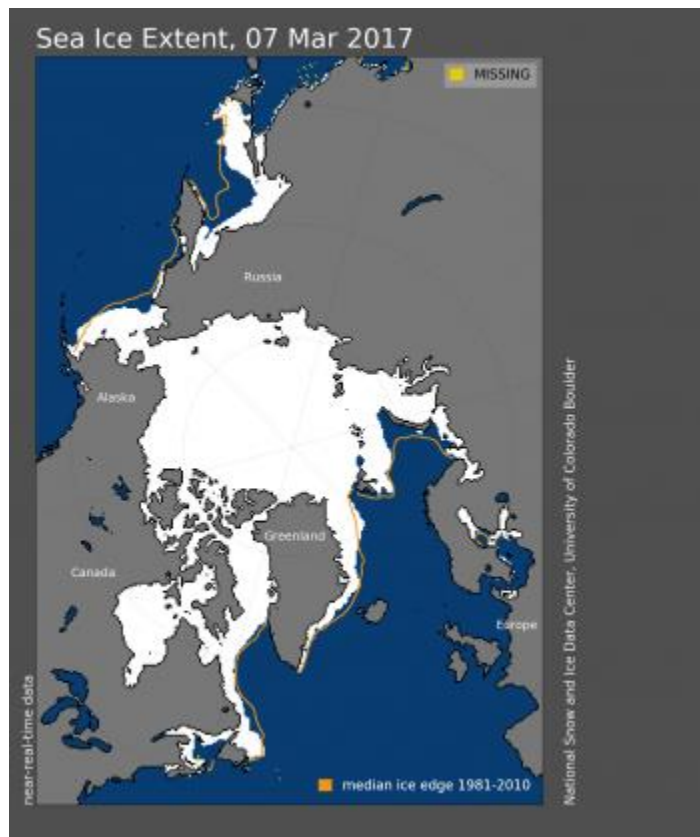 Sea Ice Extent, 07 Mar 2017
MISSING
Russia
Alaska
Greenland
Canada
Europe
near-real-time data
median ice edge 1981-2010
National Snow and Ice Data Center, University of Colorado Boulder